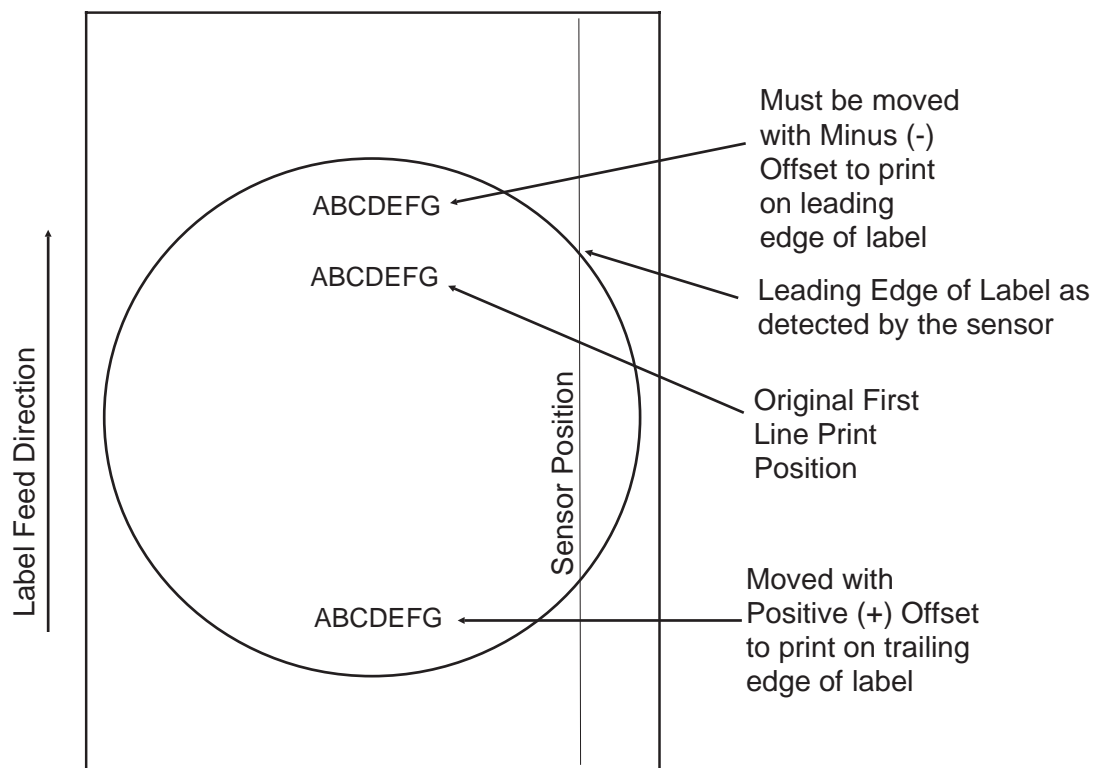 Must be moved
with Minus (-)
Offset to print
on leading
edge of label
ABCDEFG
ABCDEFG
Leading Edge of Label as
detected by the sensor
Original First
Line Print
Position
Label Feed Direction
Sensor Position
Moved with
Positive (+) Offset
to print on trailing
edge of label
ABCDEFG